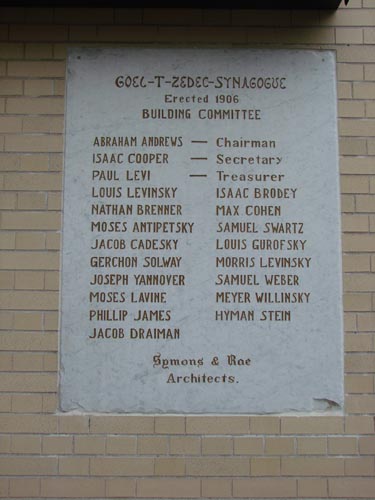 GOEL-T-ZEDEC-SYNAGOGUE
Erected 1906
BUILDING COMMITTEE
ABRAHAM ANDREWS — Chairman
ISAAC COOPER — Secretary
PAUL LEVI — Treasurer
LOUIS LEVINSKY ISAAC BRODEY
NATHAN BRENNER MAX COHEN
MOSES ANTIPETSKY SAMUEL SWARTZ
JACOB CADESKY LOUIS GUROFSKY
GERCHON SOLWAY MORRIS LEVINSKY
JOSEPH YANNOVER SAMUEL WEBER
MOSES LAVINE MEYER WILLINSKY
PHILLIP JAMES HYMAN STEIN
JACOB DRAIMAN
Symons & Rae
Architects.